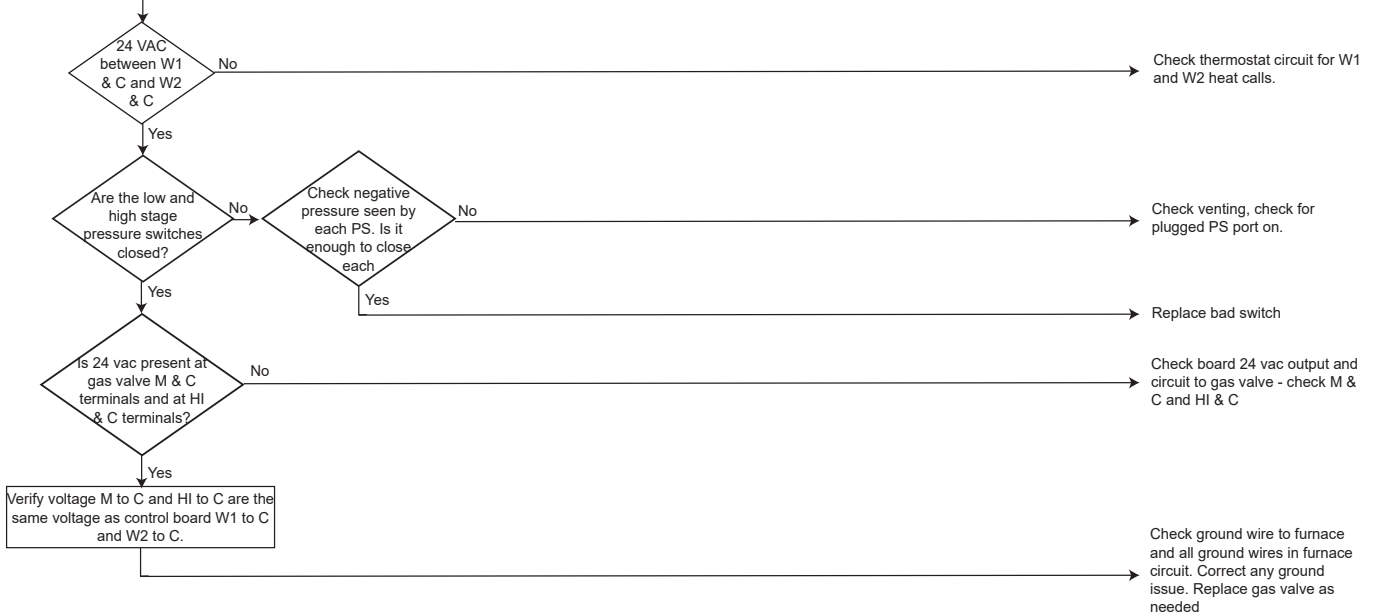 24 VAC
between W1
& C and W2
& C
No
Check thermostat circuit for W1
and W2 heat calls.
Yes
Are the low and
high stage
pressure switches
closed?
No
Check negative
pressure seen by
each PS. Is it
enough to close
each
No
Check venting, check for
plugged PS port on.
Yes
Yes
Replace bad switch
Is 24 vac present at
gas valve M & C
terminals and at HI
& C terminals?
No
Check board 24 vac output and
circuit to gas valve - check M &
C and HI & C
Yes
Verify voltage M to C and HI to C are the
same voltage as control board W1 to C
and W2 to C.
Check ground wire to furnace
and all ground wires in furnace
circuit. Correct any ground
issue. Replace gas valve as
needed